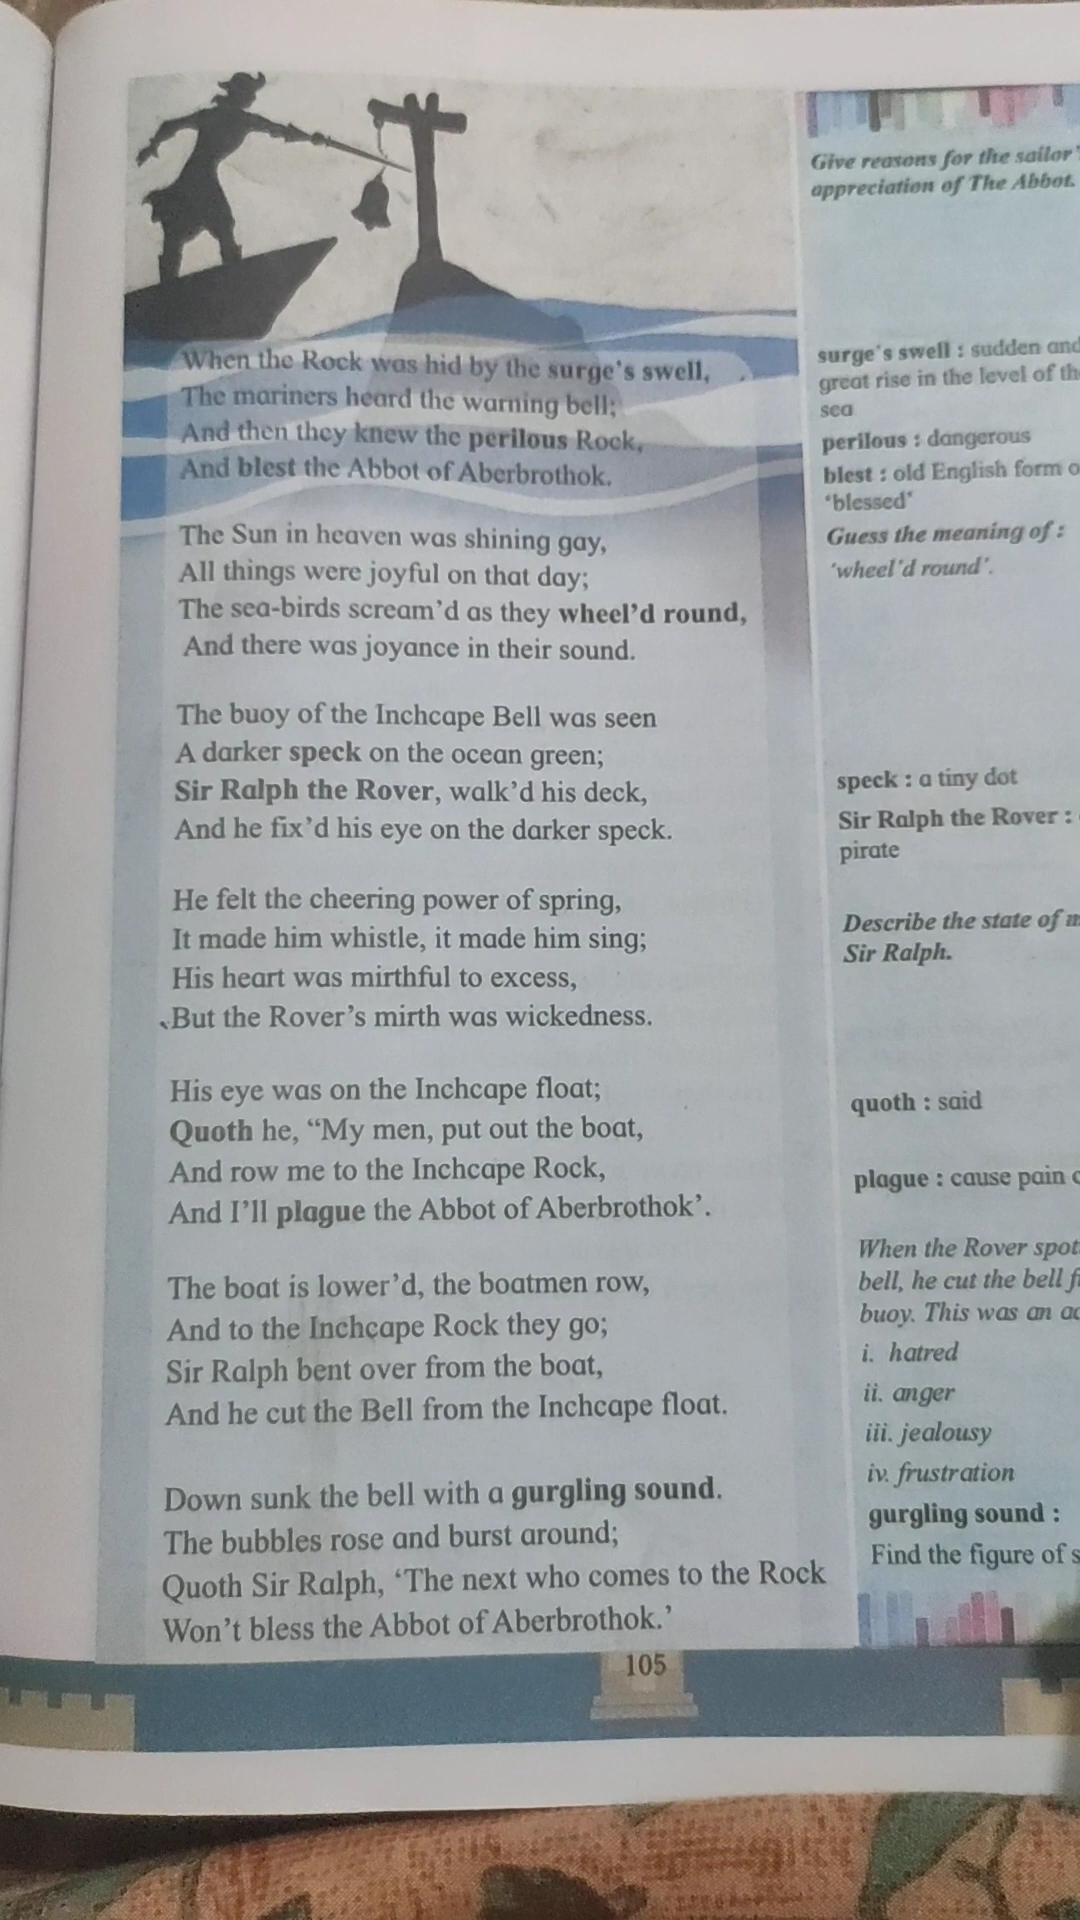 When the Rock was hid by the surge's swell,
The mariners heard the warning bell;
And then they knew the perilous Rock,
And blest the Abbot of Aberbrothok.
The Sun in heaven was shining gay,
All things were joyful on that day;
The sea-birds scream'd as they wheel'd round,
And there was joyance in their sound.
The buoy of the Inchcape Bell was seen
A darker speck on the ocean green;
Sir Ralph the Rover, walk'd his deck,
And he fix'd his eye on the darker speck.
He felt the cheering power of spring,
It made him whistle, it made him sing;
His heart was mirthful to excess,
But the Rover's mirth was wickedness.
His eye was on the Inchcape float;
Quoth he, “My men, put out the boat,
And row me to the Inchcape Rock,
And I'll plague the Abbot of Aberbrothok’.
The boat is lower'd, the boatmen row,
And to the Inchcape Rock they go;
Sir Ralph bent over from the boat,
And he cut the Bell from the Inchcape float.
Down sunk the bell with a gurgling sound.
The bubbles rose and burst around;
Quoth Sir Ralph, ‘The next who comes to the Rock
Won't bless the Abbot of Aberbrothok.’
105
Give reasons for the sailor'
appreciation of The Abbot.
surge's swell : sudden and
great rise in the level of
sea
perilous : dangerous
blest : old English form
‘blessed’
Guess the meaning of :
‘wheel'd round’.
speck : a tiny dot
Sir Ralph the Rover :
pirate
Describe the state of
Sir Ralph.
quoth : said
plague : cause pain
When the Rover
bell, he cut the bell
buoy. This was an
i. hatred
ii. anger
iii. jealousy
iv. frustration
gurgling sound :
Find the figure of